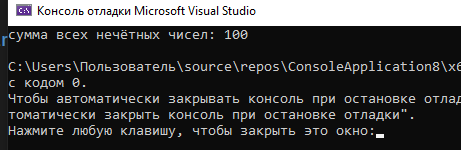 Консоль отладки Microsoft Visual Studio
сумма всех нечётных чисел: 100
C:\Users\Пользователь\source\repos\ConsoleApplication8\x6
с кодом 0.
Чтобы автоматически закрывать консоль при остановке отлад
томатически закрыть консоль при остановке отладки".
Нажмите любую клавишу, чтобы закрыть это окно: